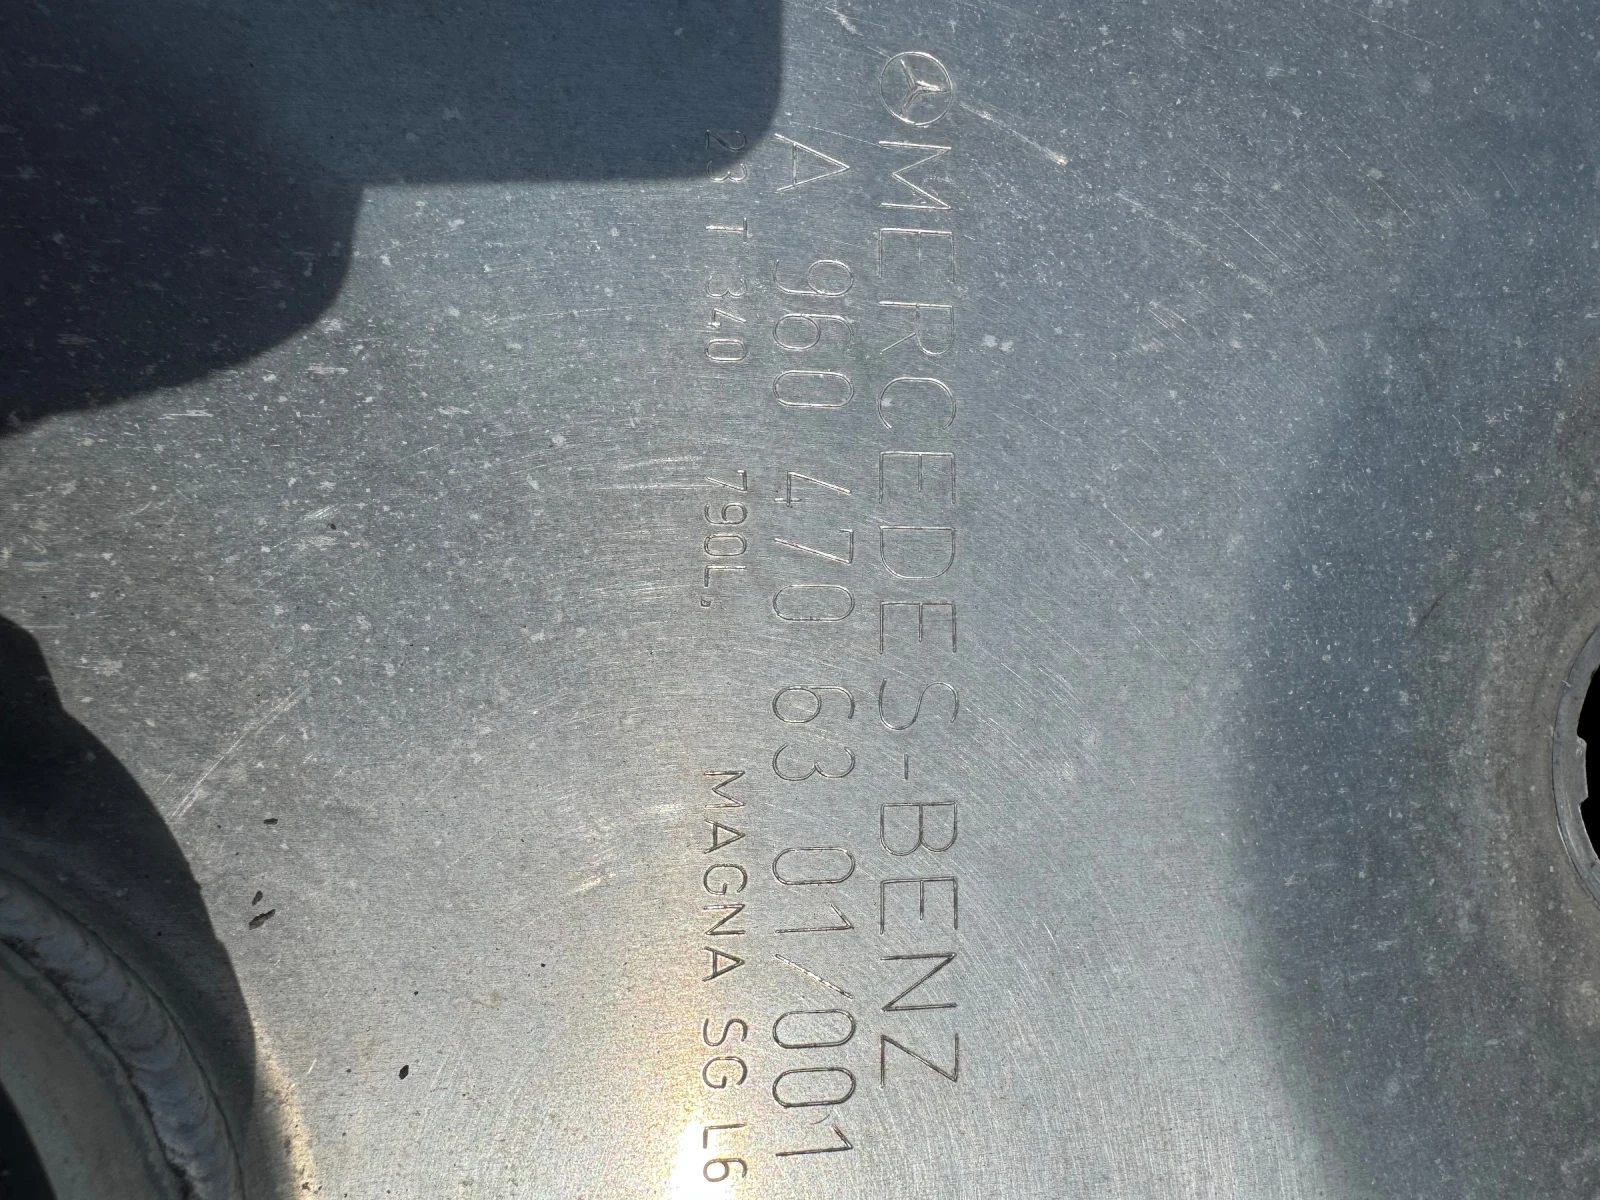 MERCEDES-BENZ
A 960 470 63 01/001
23 T 340 790L, MAGNA SG L6